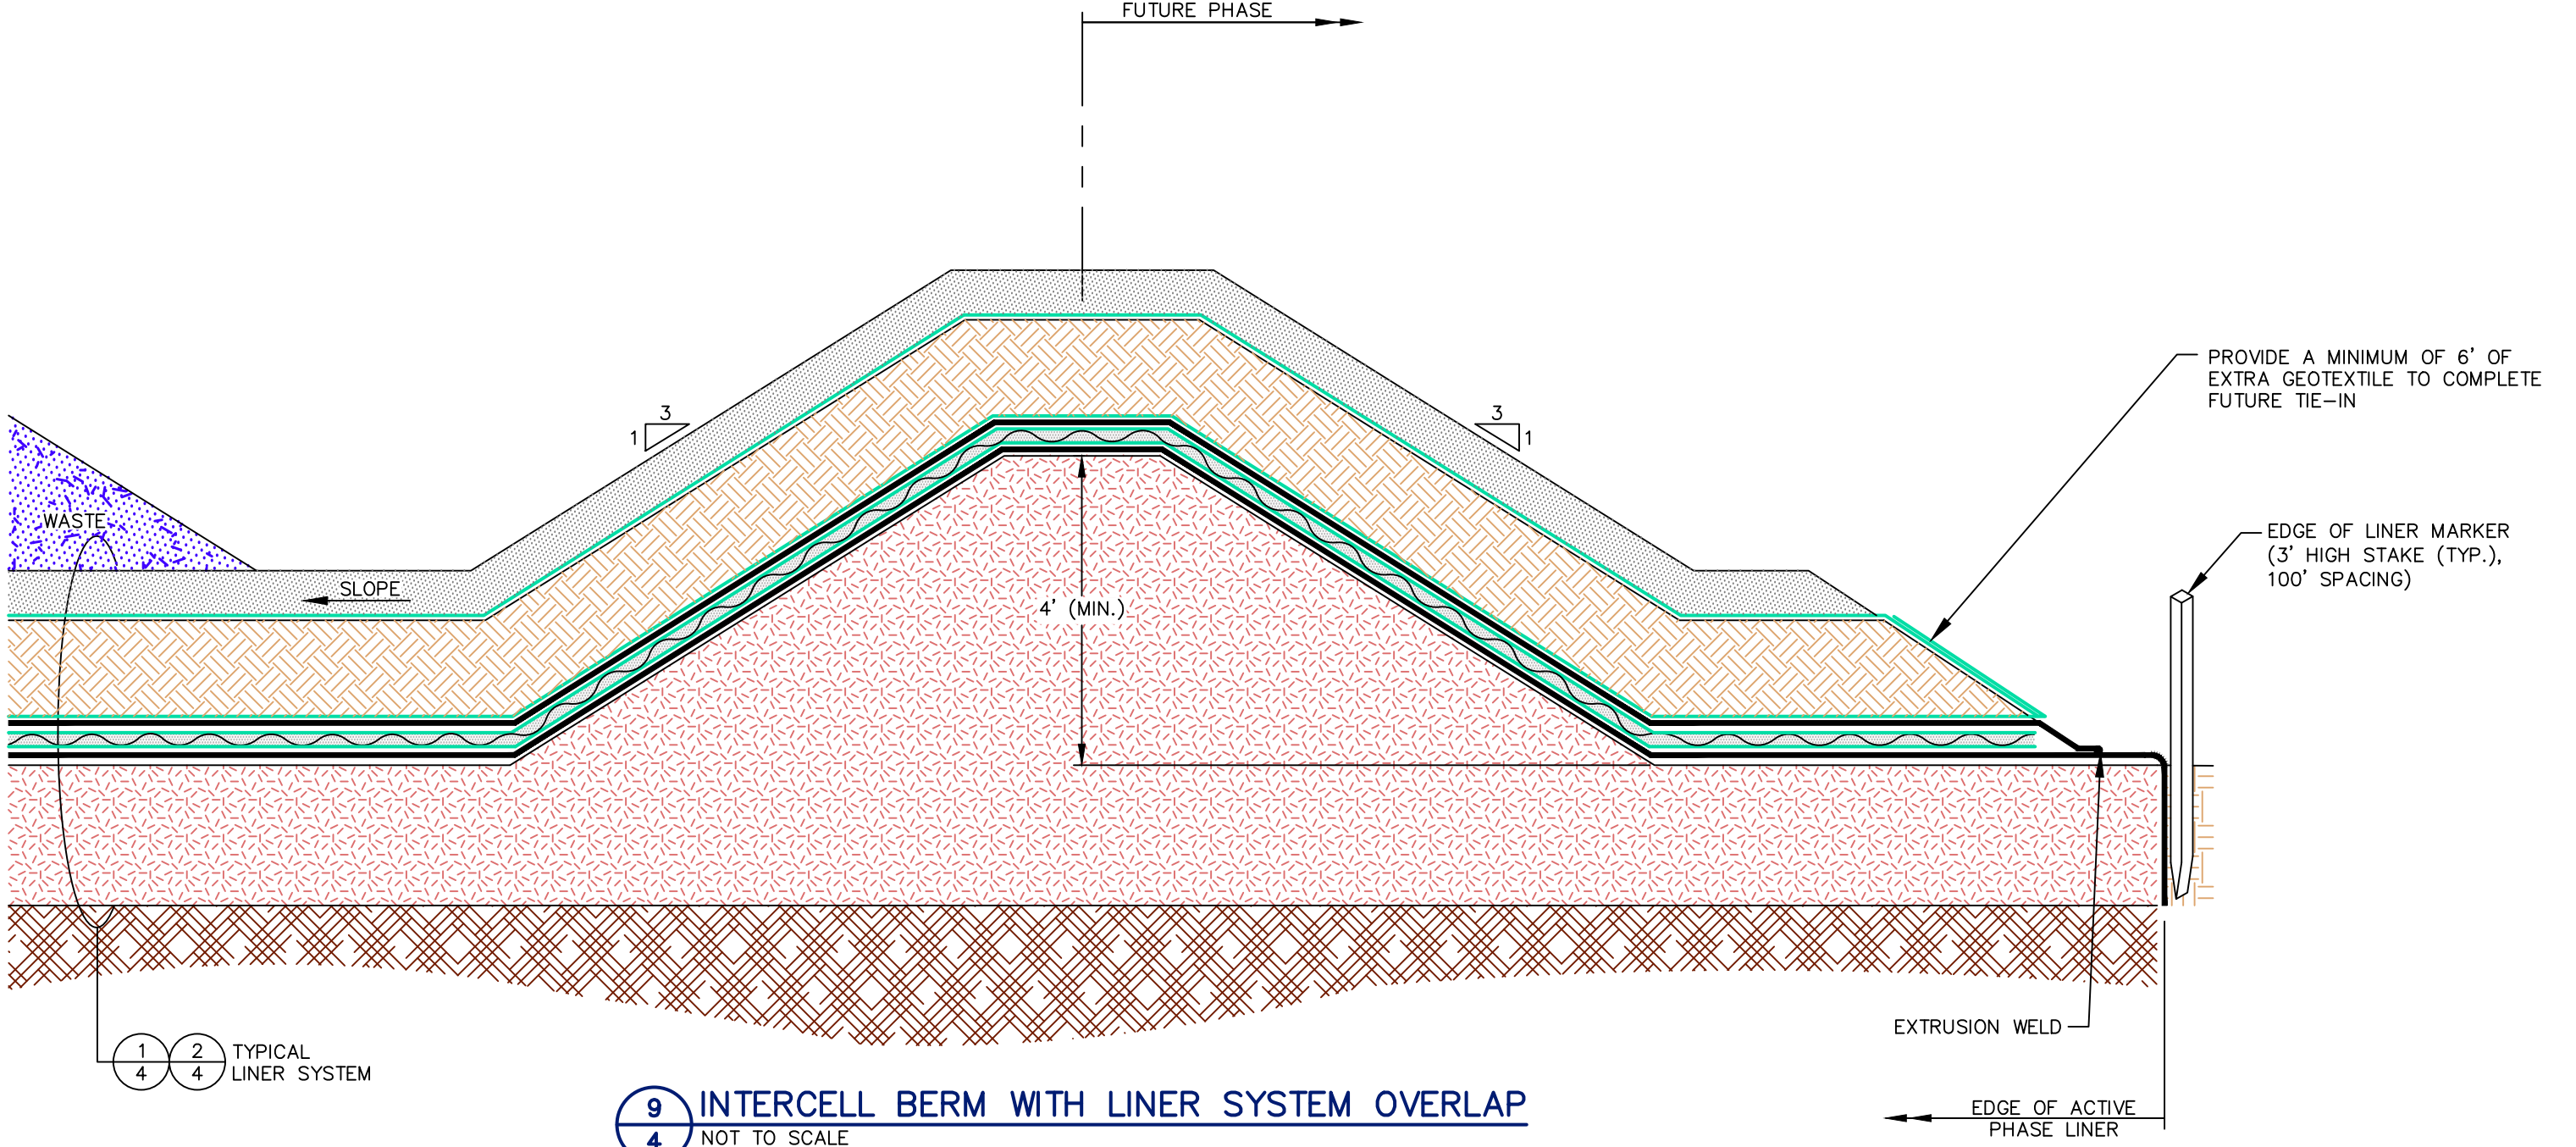 FUTURE PHASE
PROVIDE A MINIMUM OF 6' OF
EXTRA GEOTEXTILE TO COMPLETE
FUTURE TIE-IN
3
1
3
1
WASTE
EDGE OF LINER MARKER
(3' HIGH STAKE (TYP.),
100' SPACING)
SLOPE
4' (MIN.)
EXTRUSION WELD
1
4
2
4
TYPICAL
LINER SYSTEM
9
4
INTERCELL BERM WITH LINER SYSTEM OVERLAP
NOT TO SCALE
EDGE OF ACTIVE
PHASE LINER